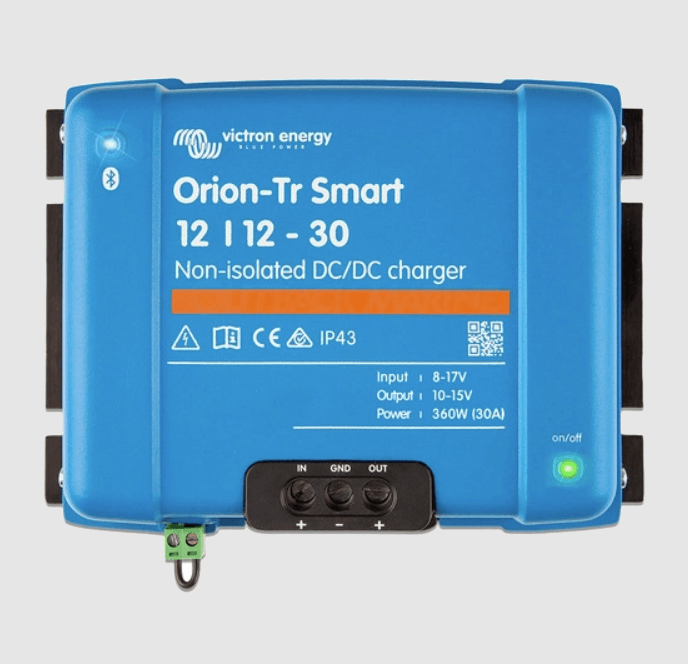 victron energy
BLUE POWER
Orion-Tr Smart
12 | 12 - 30
Non-isolated DC/DC charger
CE IP43
Input | 8-17V
Output | 10-15V
Power | 360W (30A)
on/off
IN GND OUT
+ - +